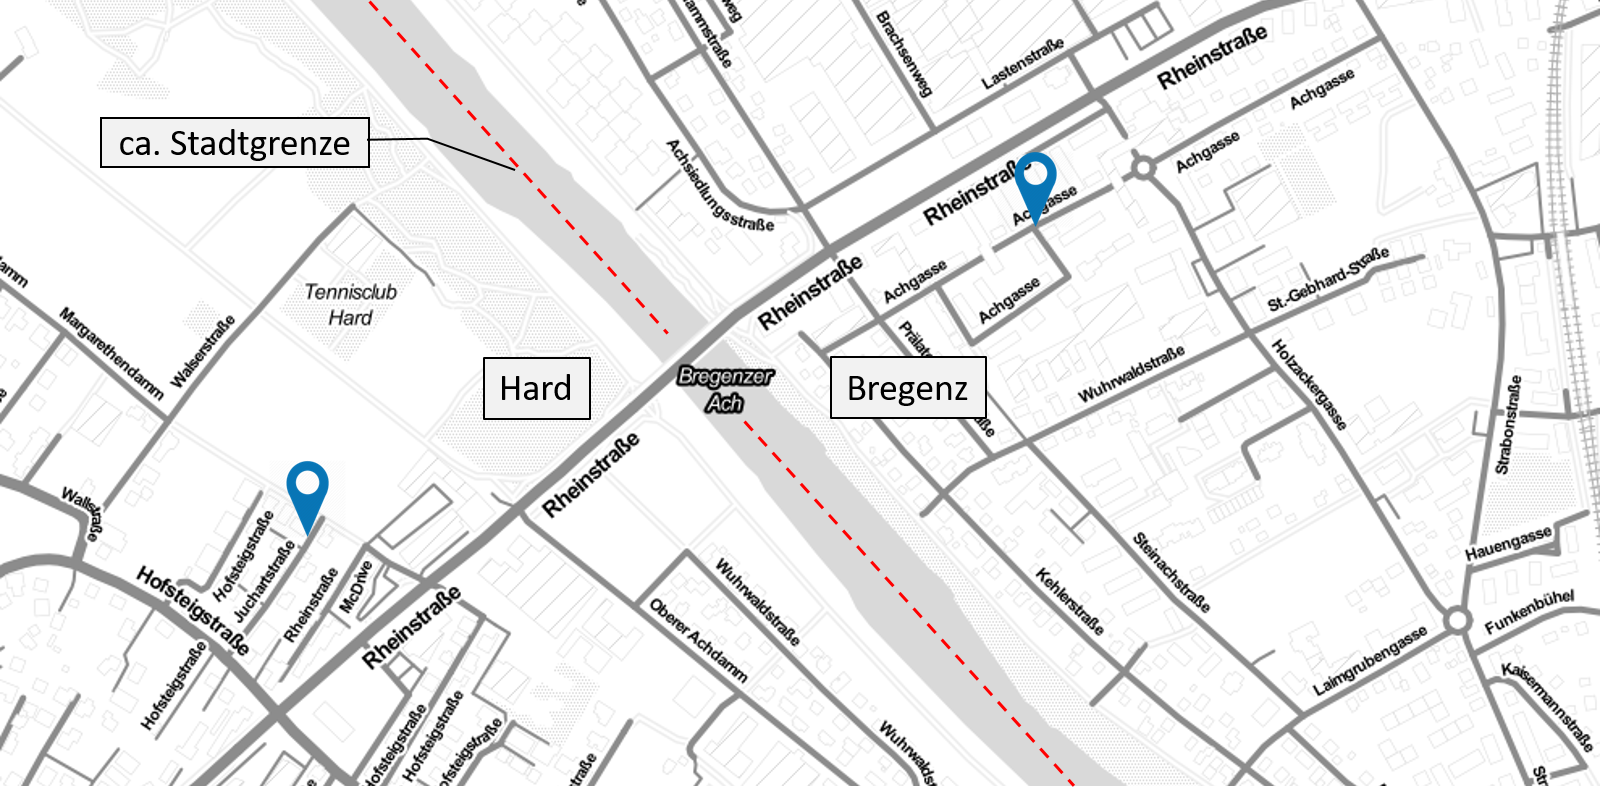 Brachsenweg
Lastenstraße
Rheinstraße
Achgasse
ca. Stadtgrenze
Achsiedlungsstraße
Achgasse
Rheinstraße
Achgasse
Tennisclub
Hard
Walserstraße
Margarethendamm
Rheinstraße
Achgasse
Achgasse
St.-Gebhard-Straße
Hard
Bregenzer
Ach
Bregenz
Wuhrwaldstraße
Holzackergasse
Strabonstraße
Rheinstraße
Wallstraße
Hofsteigstraße
Juchartstraße
Rheinstraße
McDrive
Hofsteigstraße
Rheinstraße
Hofsteigstraße
Oberer Achdamm
Wuhrwaldstraße
Kehlerstraße
Steinachstraße
Hauengasse
Funkenbühel
Laimgrubengasse
Kaisermannstraße
Hofsteigstraße
Hofsteigstraße